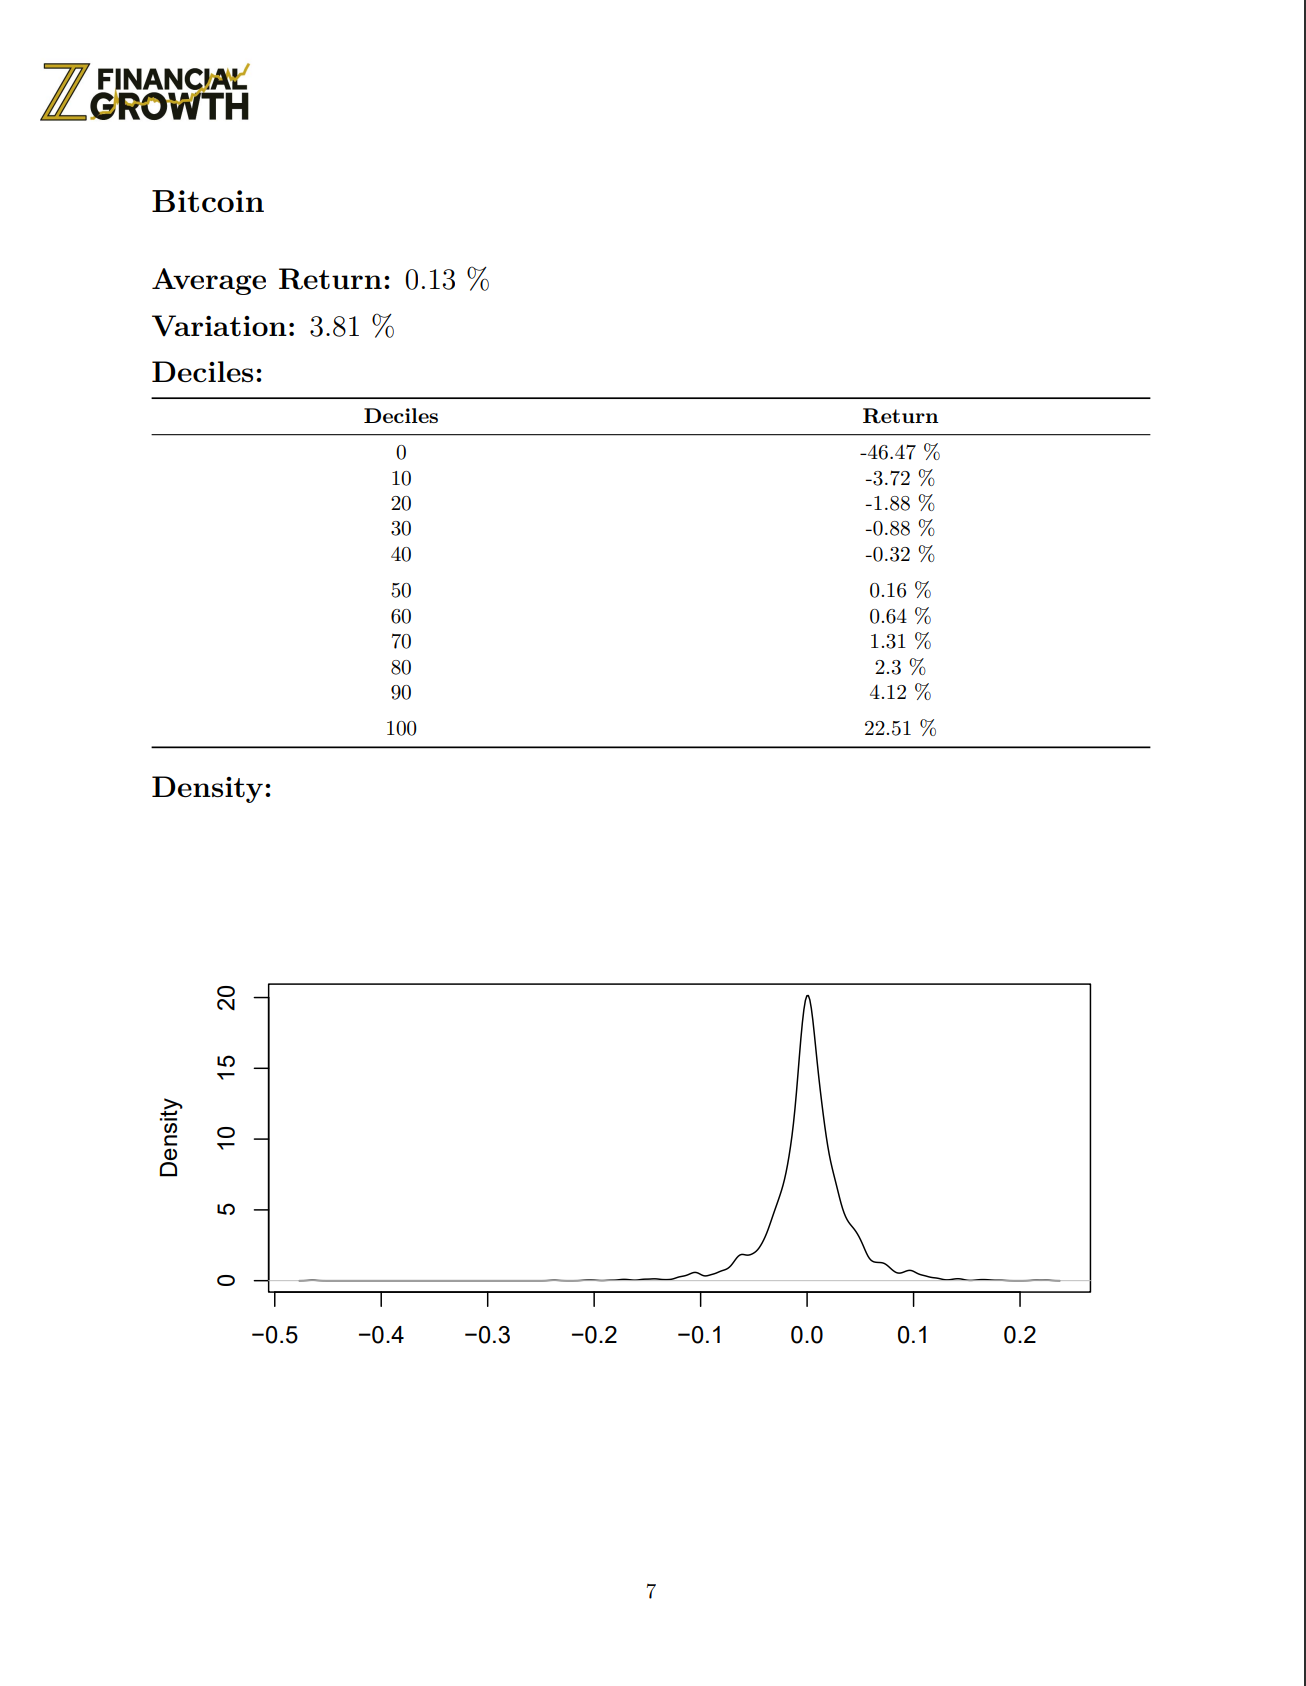 Z FINANCIAL
GROWTH
Bitcoin
Average Return: 0.13 %
Variation: 3.81 %
Deciles:
Deciles Return
0 -46.47 %
10 -3.72 %
20 -1.88 %
30 -0.88 %
40 -0.32 %
50 0.16 %
60 0.64 %
70 1.31 %
80 2.3 %
90 4.12 %
100 22.51 %
Density:
Density
20
15
10
5
0
−0.5 −0.4 −0.3 −0.2 −0.1 0.0 0.1 0.2
7